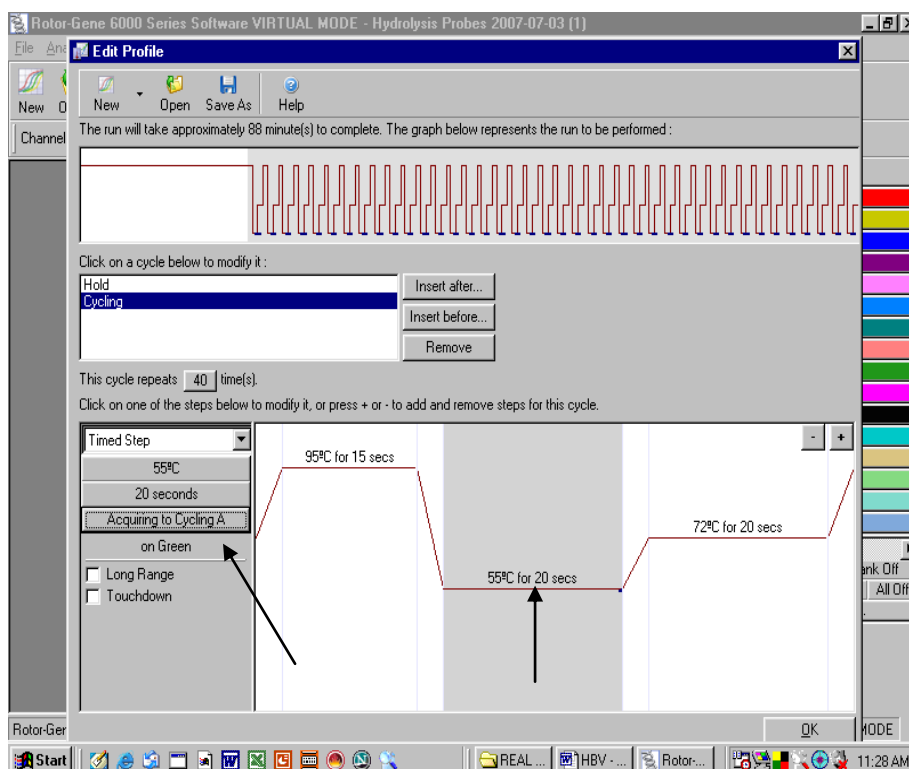 Rotor-Gene 6000 Series Software VIRTUAL MODE - Hydrolysis Probes 2007-07-03 (1)
File Ana
Edit Profile
New
New Open Save As Help
Channel
The run will take approximately 88 minute(s) to complete. The graph below represents the run to be performed :
Click on a cycle below to modify it :
Hold
Cycling
Insert after...
Insert before...
Remove
This cycle repeats 40 time(s).
Click on one of the steps below to modify it, or press + or - to add and remove steps for this cycle.
Timed Step
- +
55ºC
20 seconds
Acquiring to Cycling A
on Green
Long Range
Touchdown
95ºC for 15 secs
55ºC for 20 secs
72ºC for 20 secs
ank Off
All Off
Rotor-Ger
OK
MODE
Start
REAL ... HBV - ... Rotor-... 11:28 AM